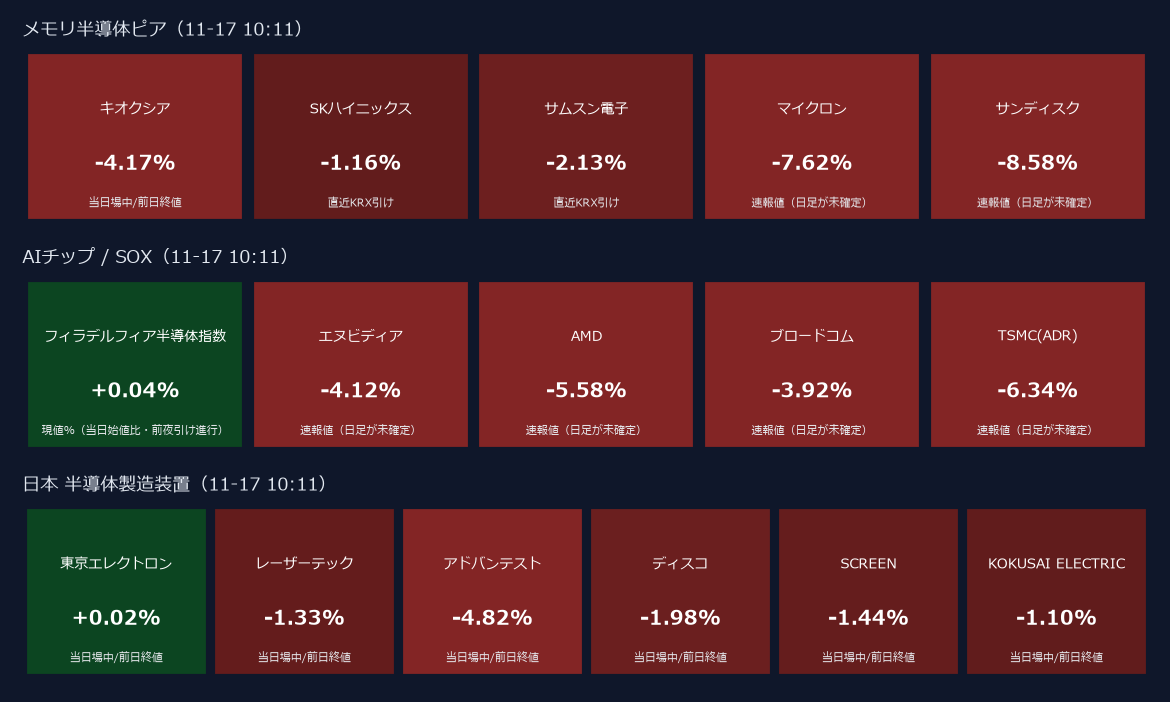 メモリ半導体ピア（11-17 10:11）
キオクシア
-4.17%
当日場中/前日終値
SKハイニックス
-1.16%
直近KRX引け
サムスン電子
-2.13%
直近KRX引け
マイクロン
-7.62%
速報値（日足が未確定）
サンディスク
-8.58%
速報値（日足が未確定）
AIチップ / SOX（11-17 10:11）
フィラデルフィア半導体指数
+0.04%
現値%（当日始値比・前夜引け進行）
エヌビディア
-4.12%
速報値（日足が未確定）
AMD
-5.58%
速報値（日足が未確定）
ブロードコム
-3.92%
速報値（日足が未確定）
TSMC(ADR)
-6.34%
速報値（日足が未確定）
日本 半導体製造装置（11-17 10:11）
東京エレクトロン
+0.02%
当日場中/前日終値
レーザーテック
-1.33%
当日場中/前日終値
アドバンテスト
-4.82%
当日場中/前日終値
ディスコ
-1.98%
当日場中/前日終値
SCREEN
-1.44%
当日場中/前日終値
KOKUSAI ELECTRIC
-1.10%
当日場中/前日終値